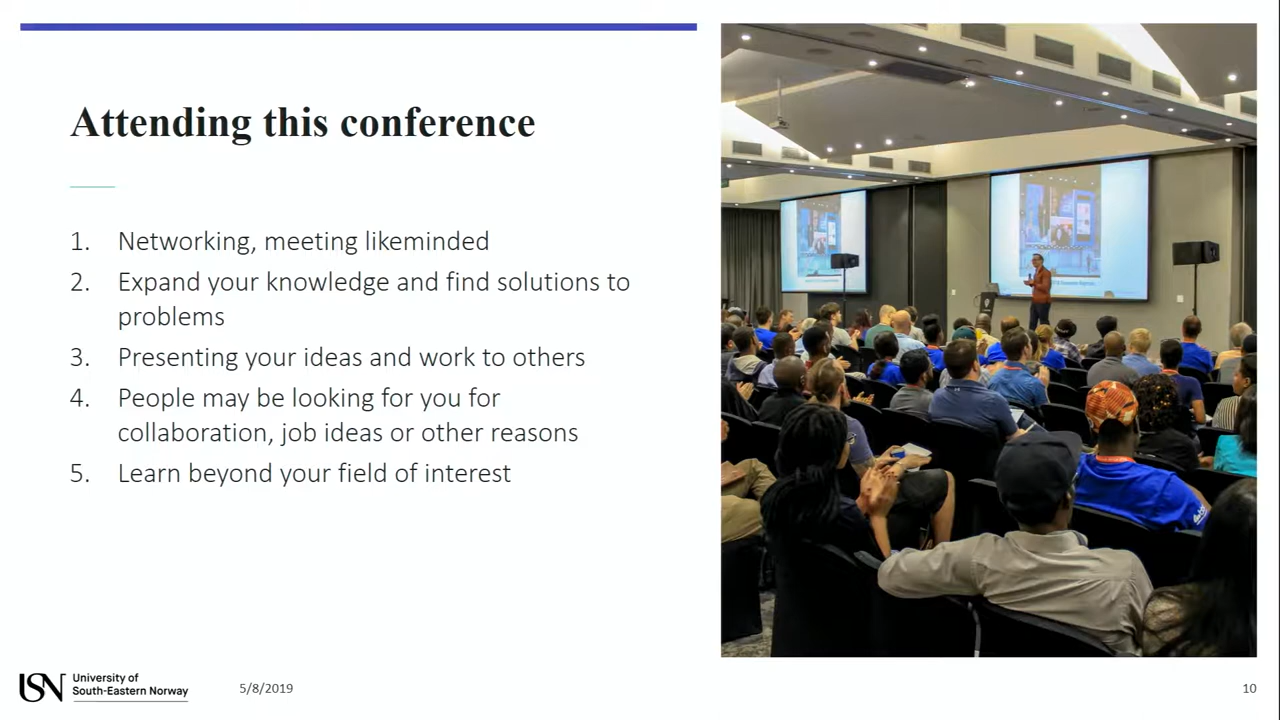 Attending this conference
1. Networking, meeting likeminded
2. Expand your knowledge and find solutions to
problems
3. Presenting your ideas and work to others
4. People may be looking for you for
collaboration, job ideas or other reasons
5. Learn beyond your field of interest
USN University of
South-Eastern Norway
5/8/2019
10